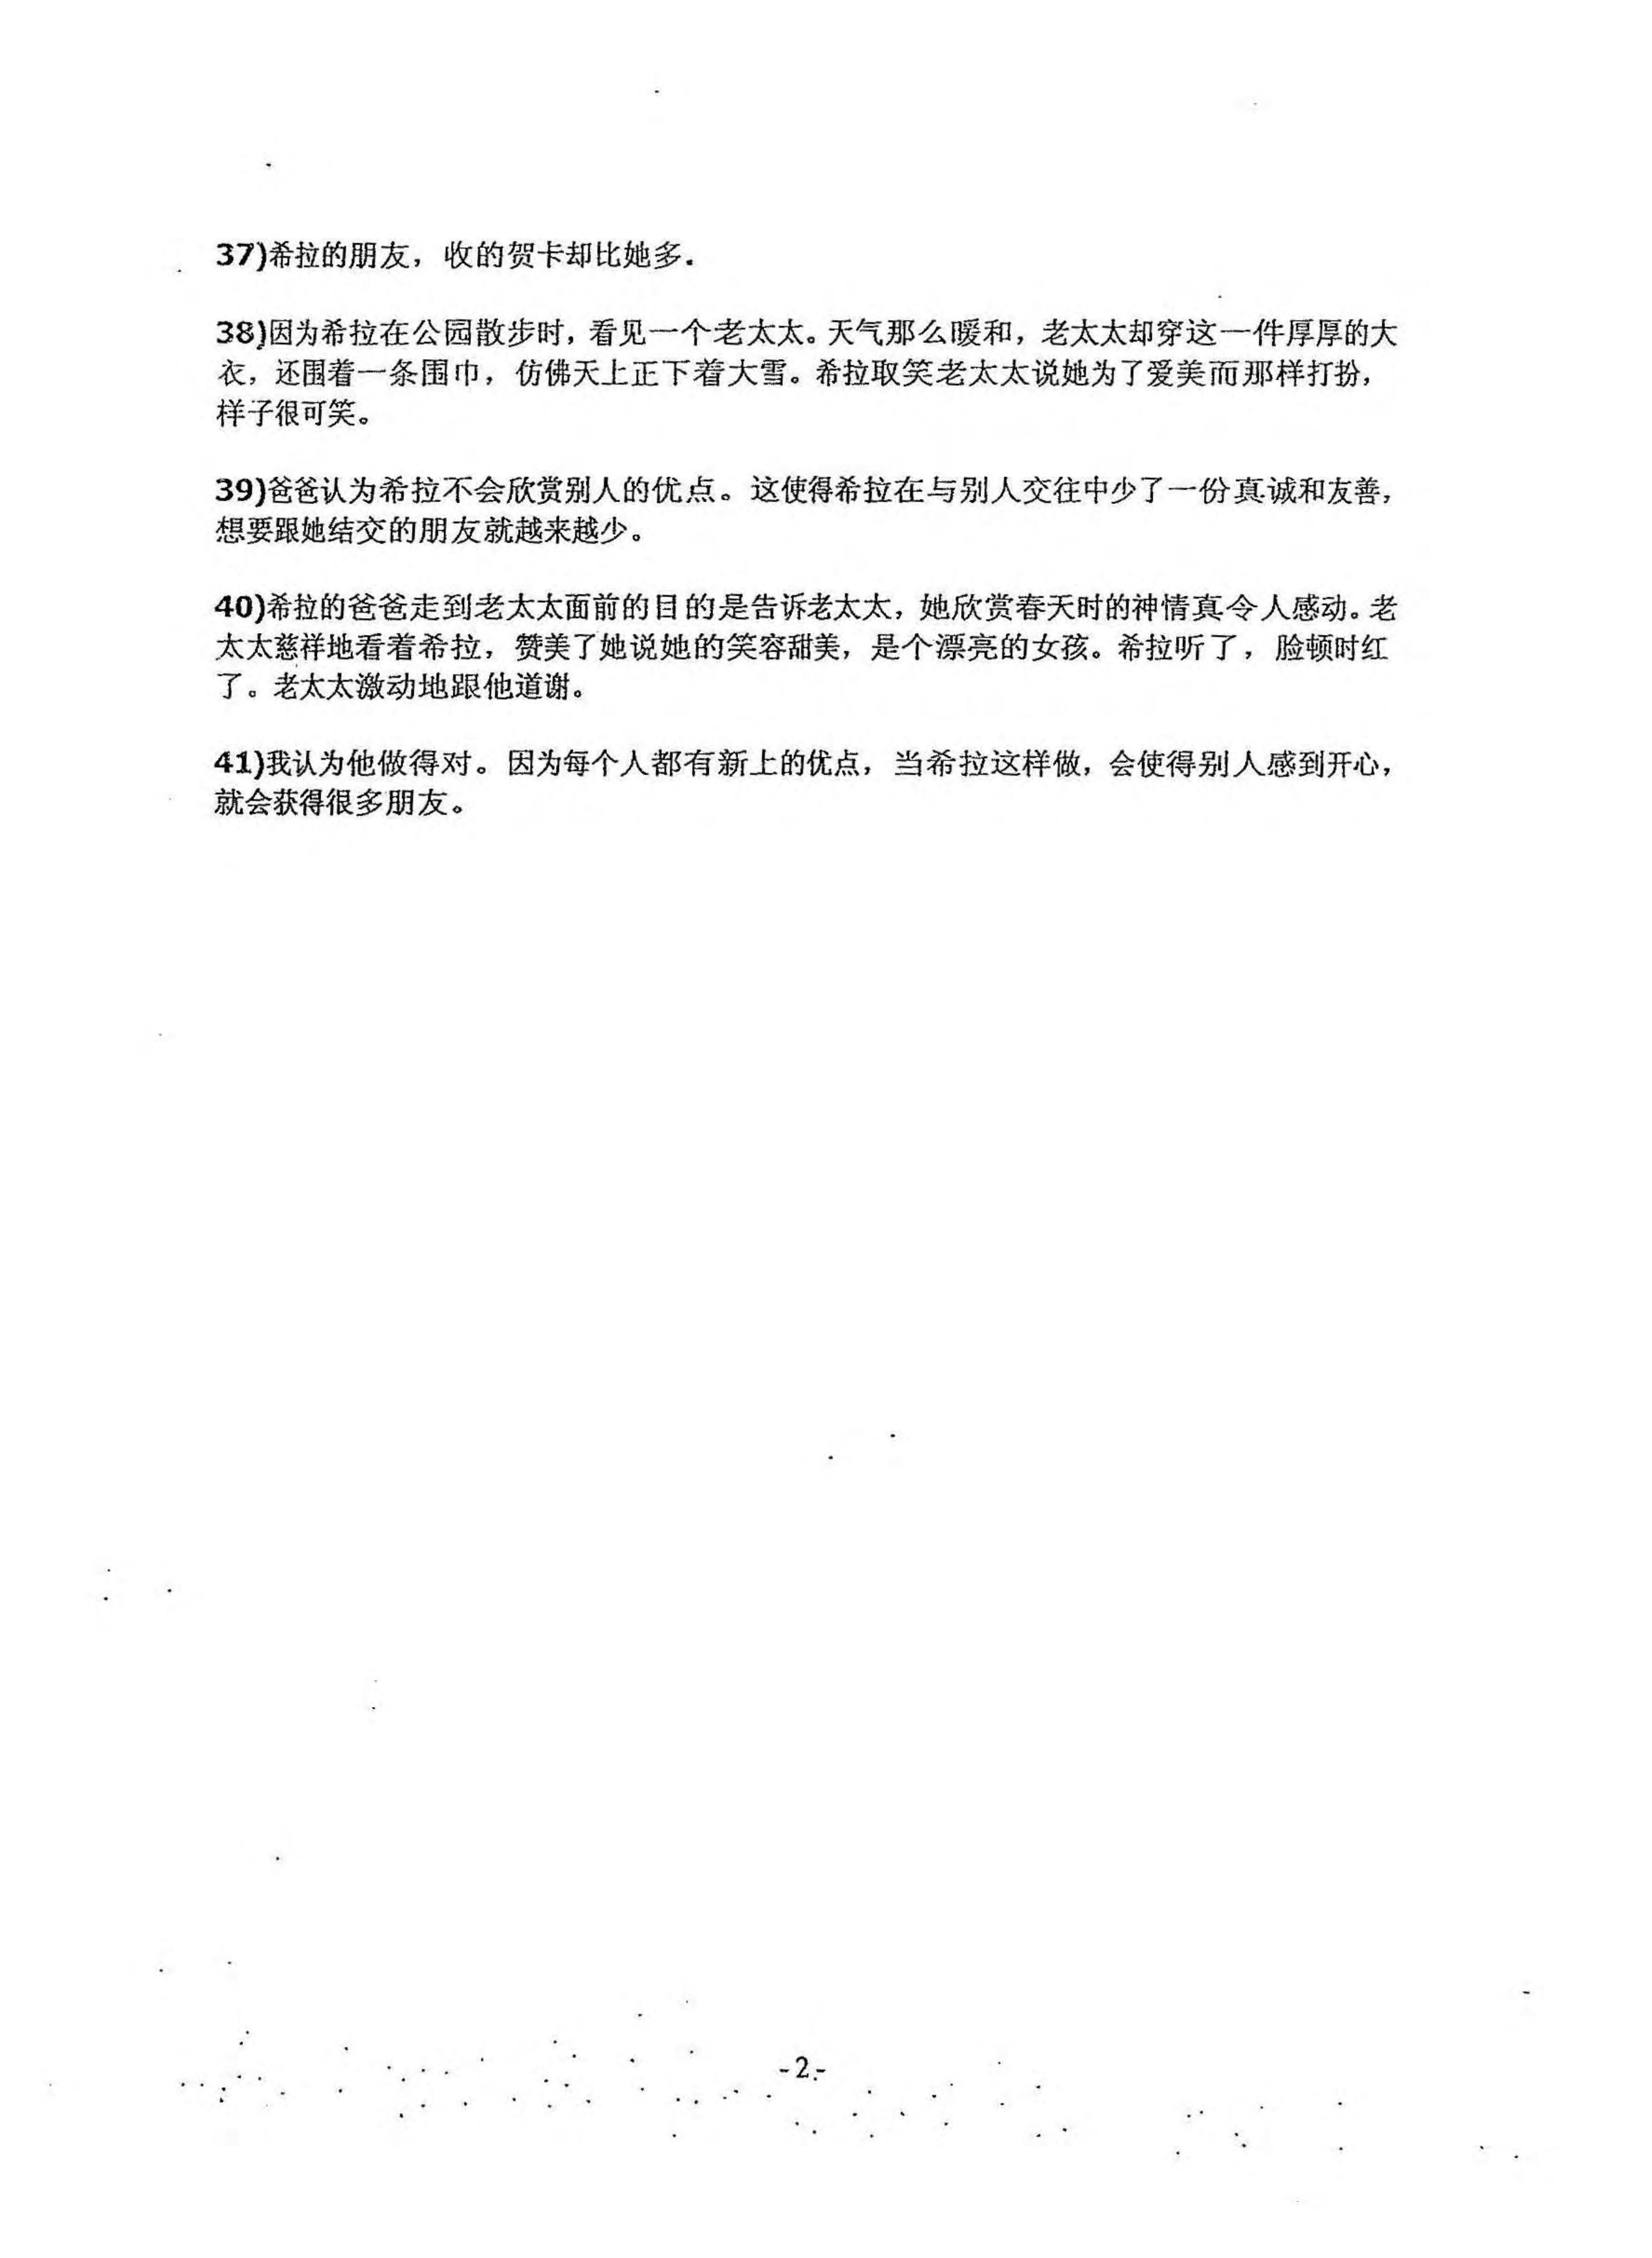 37)希拉的朋友，收的贺卡却比她多.
38)因为希拉在公园散步时，看见一个老太太。天气那么暖和，老太太却穿这一件厚厚的大
衣，还围着一条围巾，仿佛天上正下着大雪。希拉取笑老太太说她为了爱美而那样打扮，
样子很可笑。
39)爸爸认为希拉不会欣赏别人的优点。这使得希拉在与别人交往中少了一份真诚和友善，
想要跟她结交的朋友就越来越少。
40)希拉的爸爸走到老太太面前的目的是告诉老太太，她欣赏春天时的神情真令人感动。老
太太慈祥地看着希拉，赞美了她说她的笑容甜美，是个漂亮的女孩。希拉听了，脸顿时红
了。老太太激动地跟他道谢。
41)我认为他做得对。因为每个人都有新上的优点，当希拉这样做，会使得别人感到开心，
就会获得很多朋友。
-2-